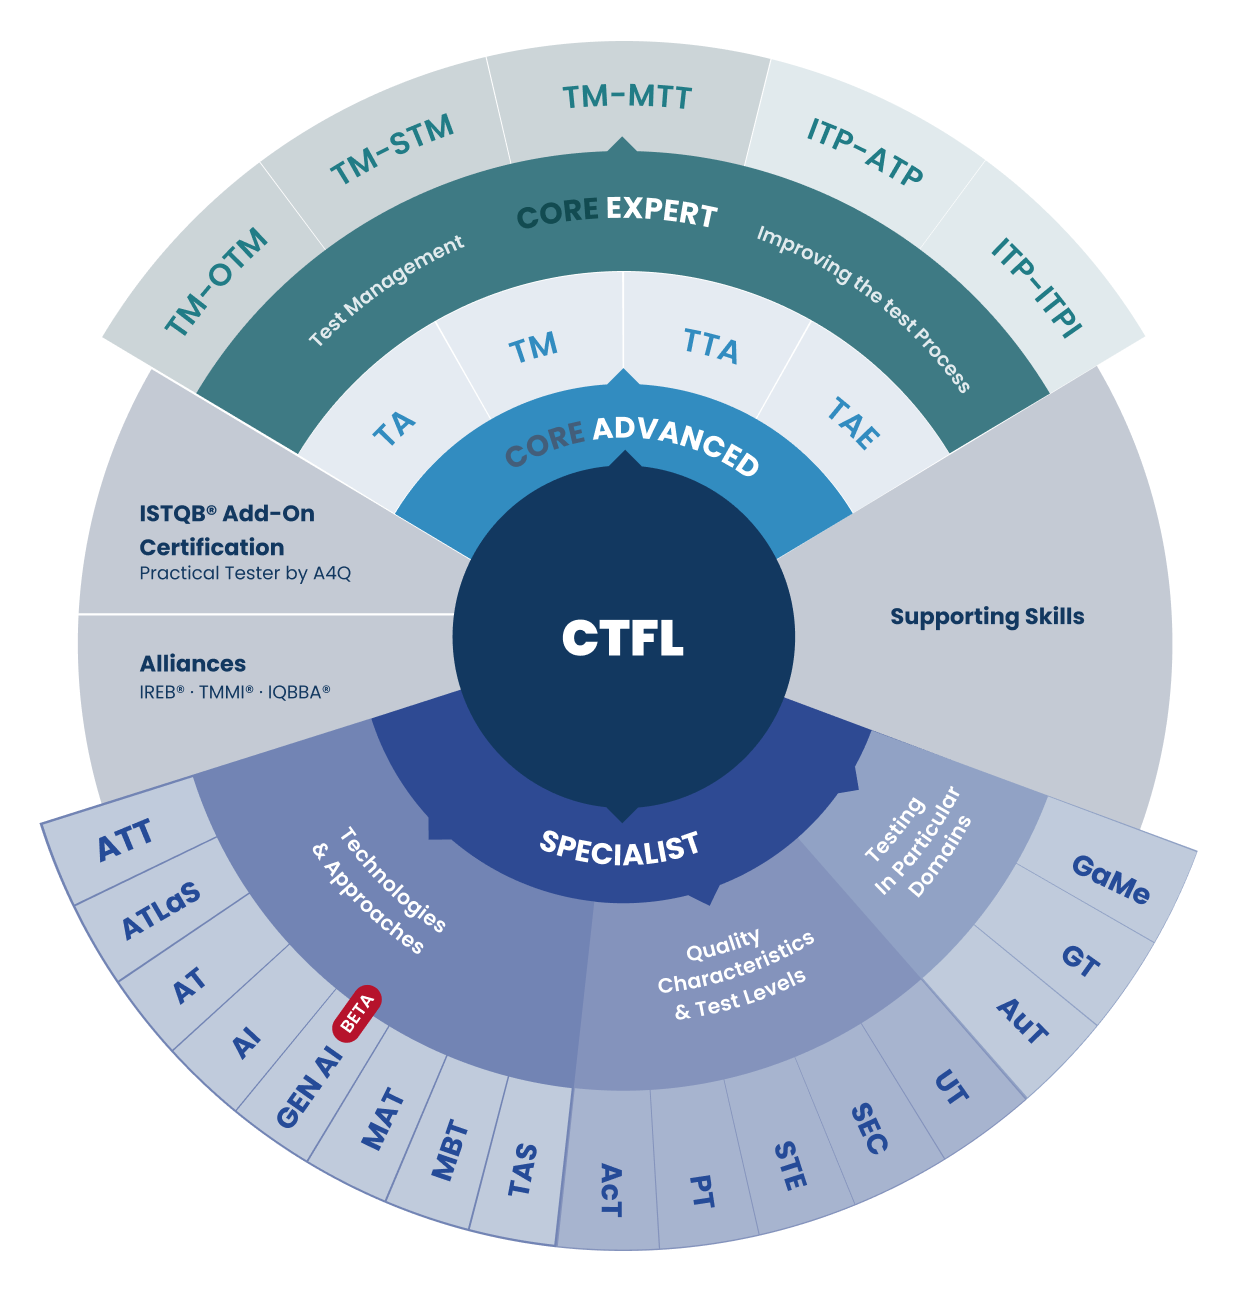 TM-OTM
TM-STM
TM-MTT
ITP-ATP
ITP-ITPI
CORE EXPERT
Test Management
Improving the test Process
TA
TM
TTA
TAE
CORE ADVANCED
ISTQB® Add-On
Certification
Practical Tester by A4Q
Alliances
IREB® · TMMI® · IQBBA®
CTFL
Supporting Skills
SPECIALIST
Technologies
& Approaches
Quality
Characteristics
& Test Levels
Testing
In Particular
Domains
ATT
ATLaS
AT
AI
GEN AI BETA
MAT
MBT
TAS
AcT
PT
STE
SEC
UT
AuT
GT
GaMe